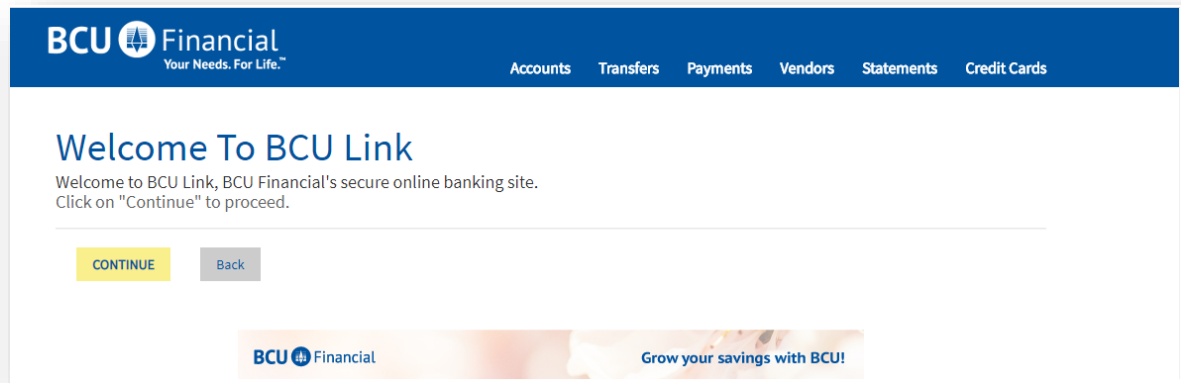 BCU Financial
Your Needs. For Life.™
Accounts Transfers Payments Vendors Statements Credit Cards
Welcome To BCU Link
Welcome to BCU Link, BCU Financial's secure online banking site.
Click on "Continue" to proceed.
CONTINUE Back
BCU Financial Grow your savings with BCU!